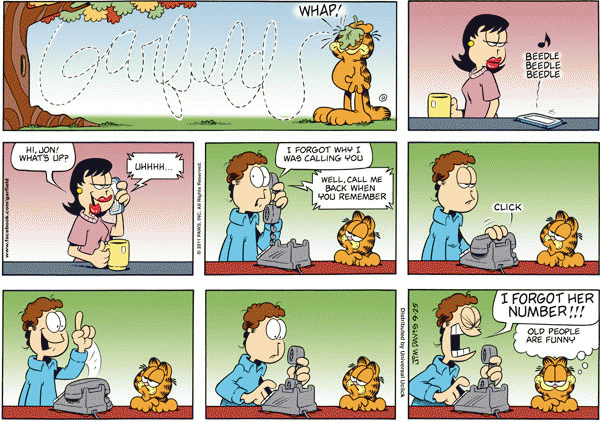 Garfield
WHAP!
BEEDLE
BEEDLE
BEEDLE
HI, JON!
WHAT'S UP?
UHHHH...
www.facebook.com/garfield
© 2011 PAWS, INC. All Rights Reserved.
I FORGOT WHY I
WAS CALLING YOU
WELL, CALL ME
BACK WHEN
YOU REMEMBER
CLICK
Distributed by Universal Uclick
JIM DAVIS 9-25
I FORGOT HER
NUMBER!!!
OLD PEOPLE
ARE FUNNY